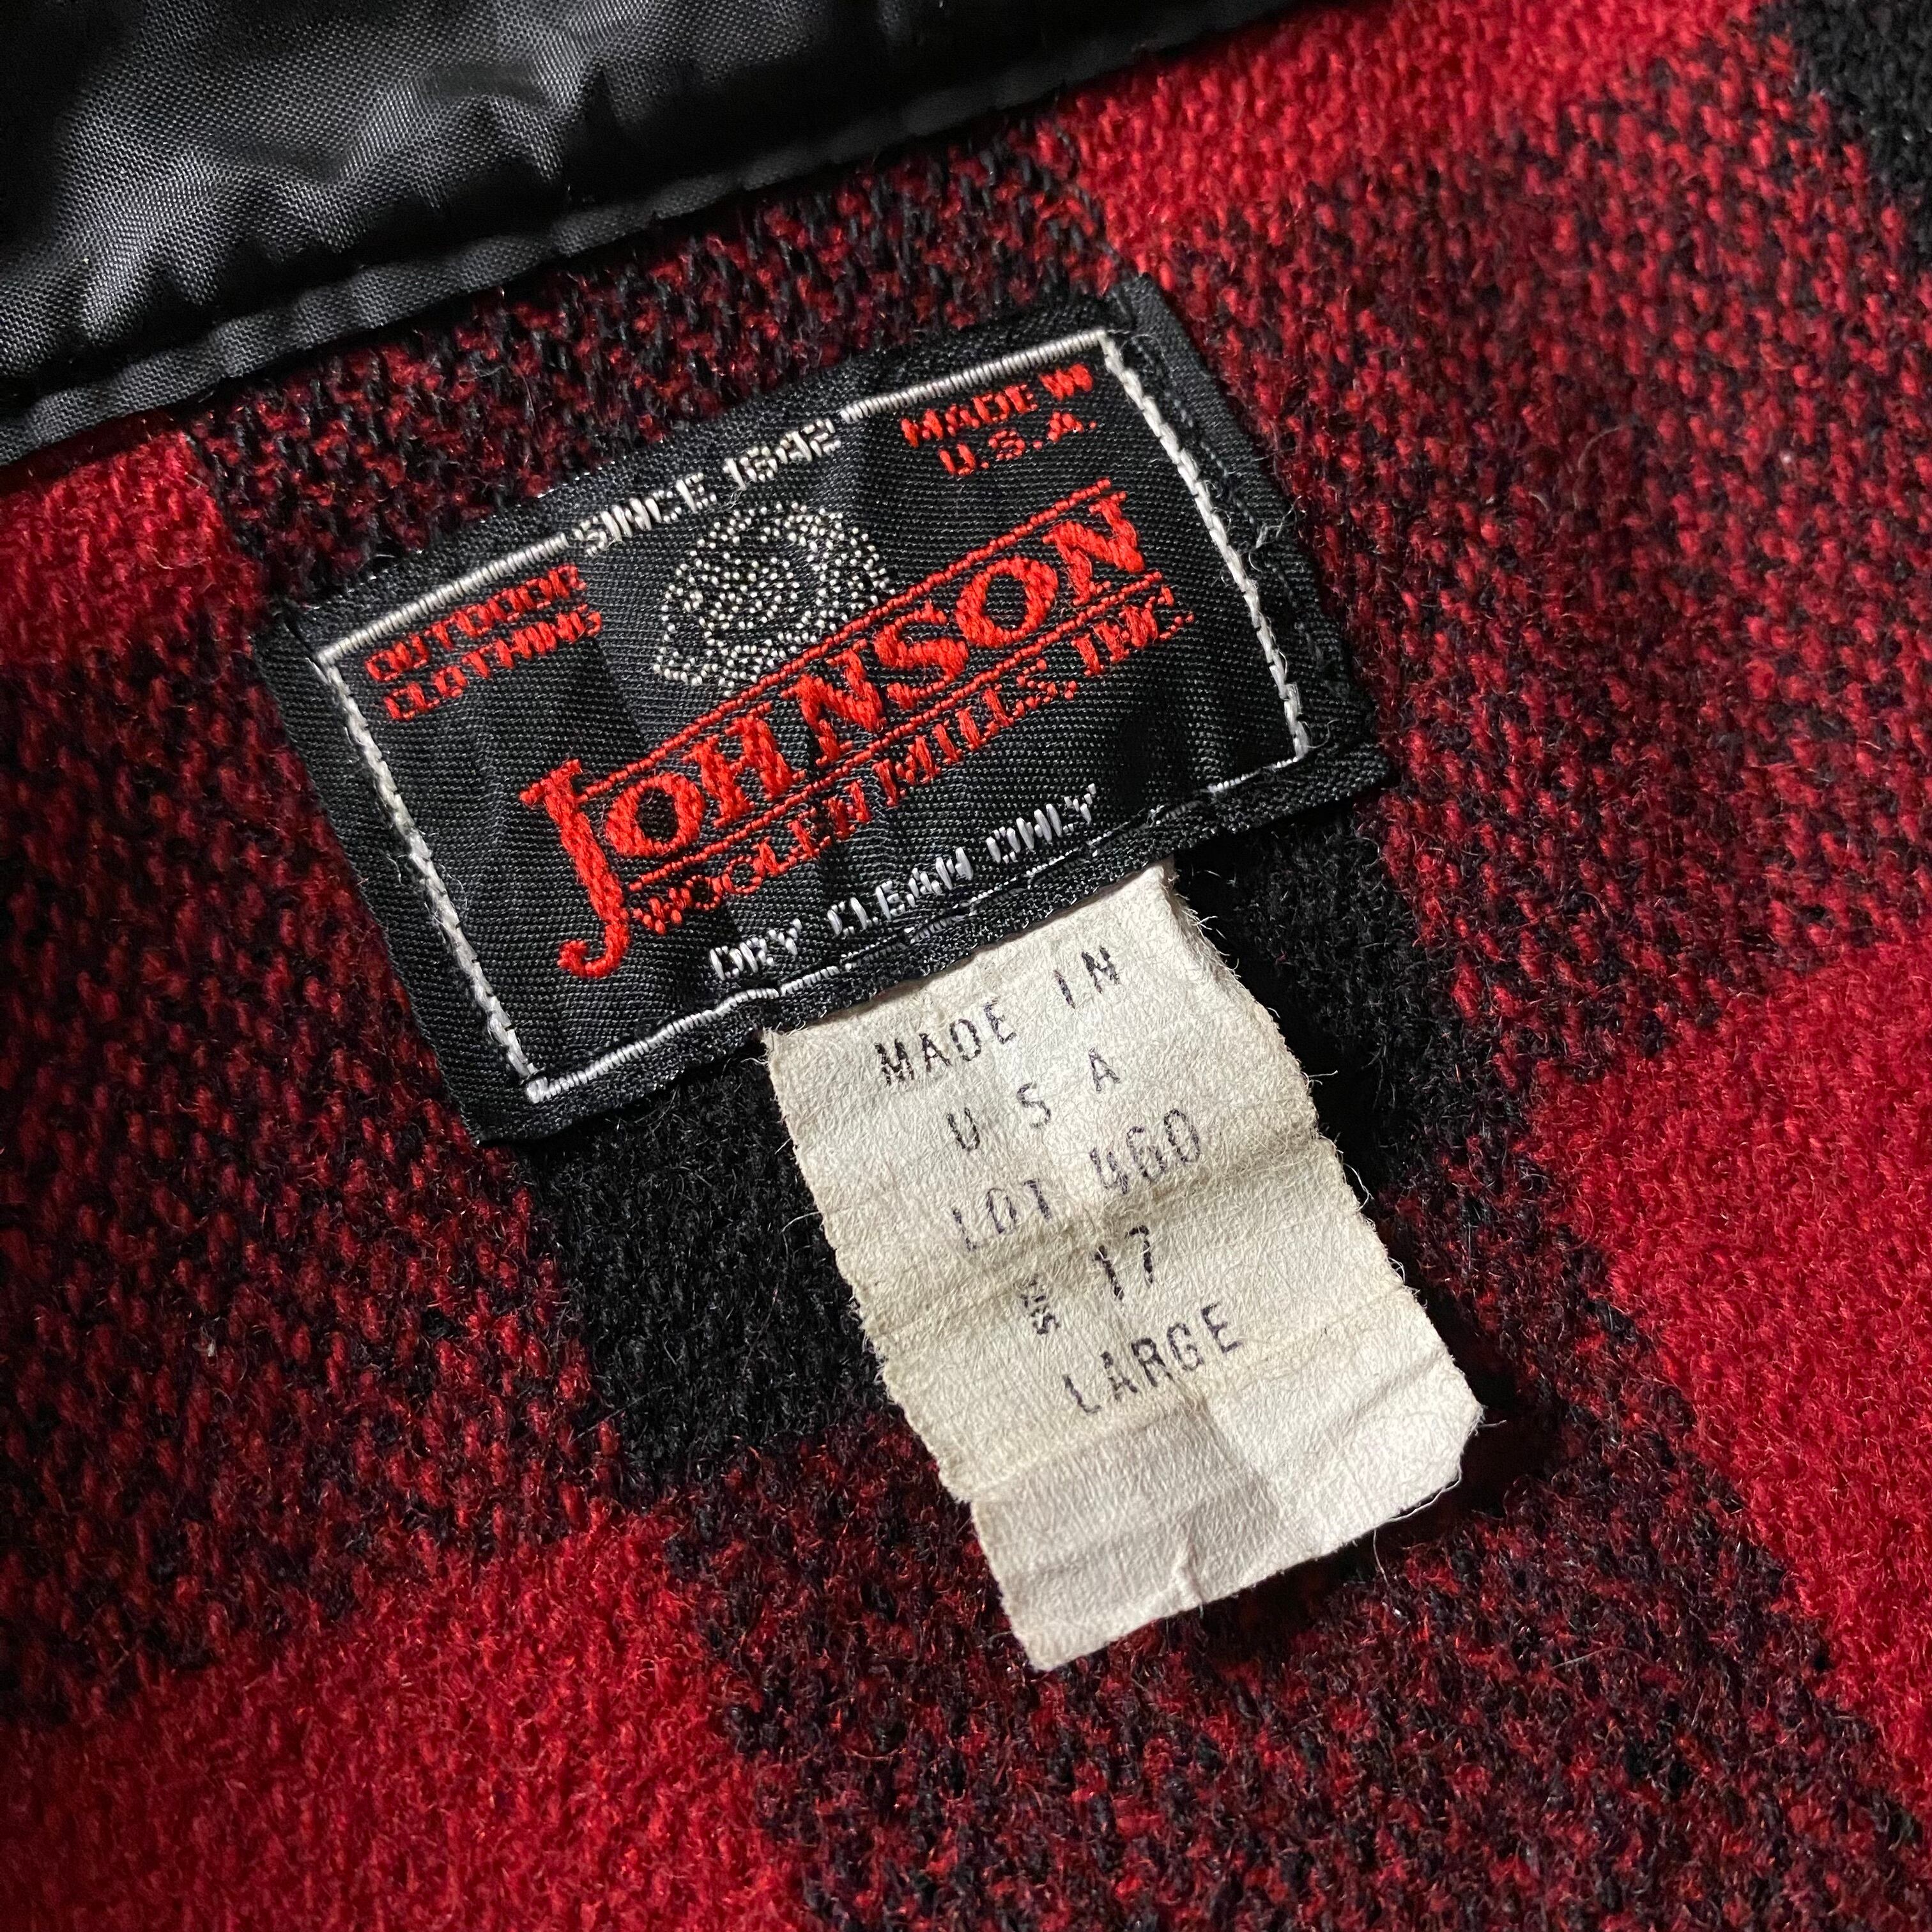 SINCE 1842
MADE IN
U.S.A.
OUTDOOR
CLOTHING
JOHNSON
WOOLEN MILLS, INC.
DRY CLEAN ONLY
MADE IN
U S A
LOT 460
SIZE 17
LARGE